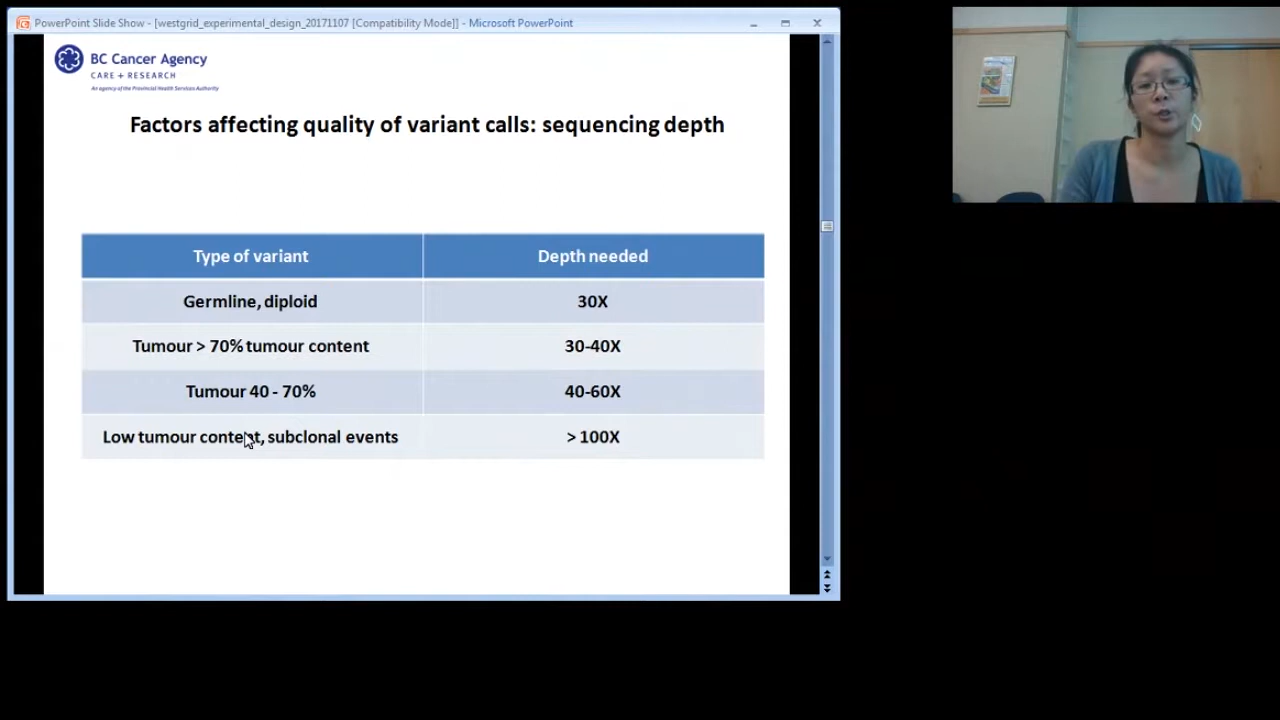 PowerPoint Slide Show - [westgrid_experimental_design_20171107 [Compatibility Mode]] - Microsoft PowerPoint
BC Cancer Agency
CARE + RESEARCH
An agency of the Provincial Health Services Authority
Factors affecting quality of variant calls: sequencing depth
Type of variant Depth needed
Germline, diploid 30X
Tumour > 70% tumour content 30-40X
Tumour 40 - 70% 40-60X
Low tumour content, subclonal events > 100X